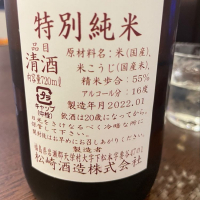 特別純米
品目
清酒
内容量720ml
原材料名：米(国産)、
米こうじ(国産米)、
精米歩合：55%
アルコール分：16度
キャップ
(中栓)
製造年月2022.01
飲酒は20歳になってから。
製造者
松崎酒造株式会社